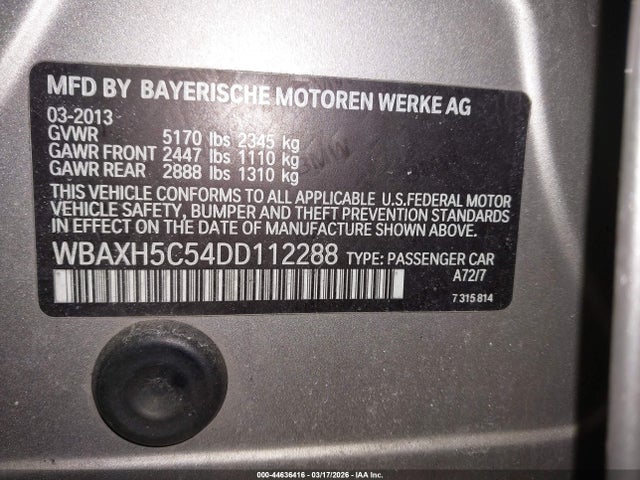 MFD BY BAYERISCHE MOTOREN WERKE AG
03-2013
GVWR 5170 lbs 2345 kg
GAWR FRONT 2447 lbs 1110 kg
GAWR REAR 2888 lbs 1310 kg
THIS VEHICLE CONFORMS TO ALL APPLICABLE U.S.FEDERAL MOTOR
VEHICLE SAFETY, BUMPER AND THEFT PREVENTION STANDARDS
IN EFFECT ON THE DATE OF MANUFACTURE SHOWN ABOVE.
WBAXH5C54DD112288 TYPE: PASSENGER CAR
A72/7
7 315 814
000-44636416 | 03/17/2026 | IAA Inc.